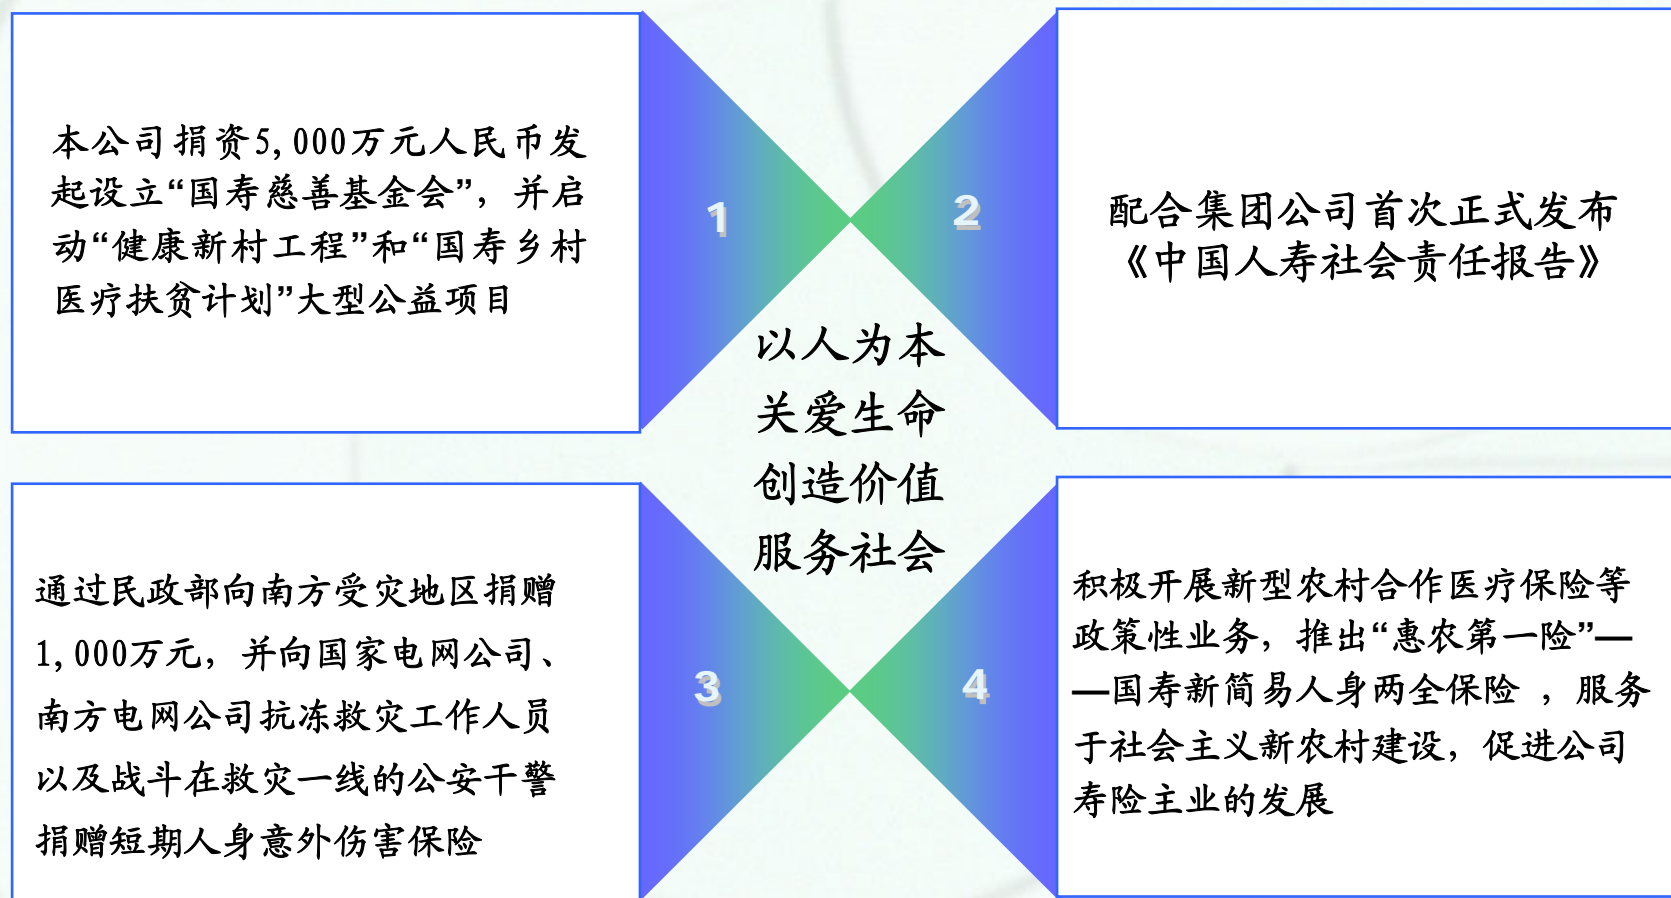 本公司捐资5,000万元人民币发
起设立“国寿慈善基金会”，并启
动“健康新村工程”和“国寿乡村
医疗扶贫计划”大型公益项目
1
2
配合集团公司首次正式发布
《中国人寿社会责任报告》
以人为本
关爱生命
创造价值
服务社会
通过民政部向南方受灾地区捐赠
1,000万元，并向国家电网公司、
南方电网公司抗冻救灾工作人员
以及战斗在救灾一线的公安干警
捐赠短期人身意外伤害保险
3
4
积极开展新型农村合作医疗保险等
政策性业务，推出“惠农第一险”—
—国寿新简易人身两全保险 ，服务
于社会主义新农村建设，促进公司
寿险主业的发展